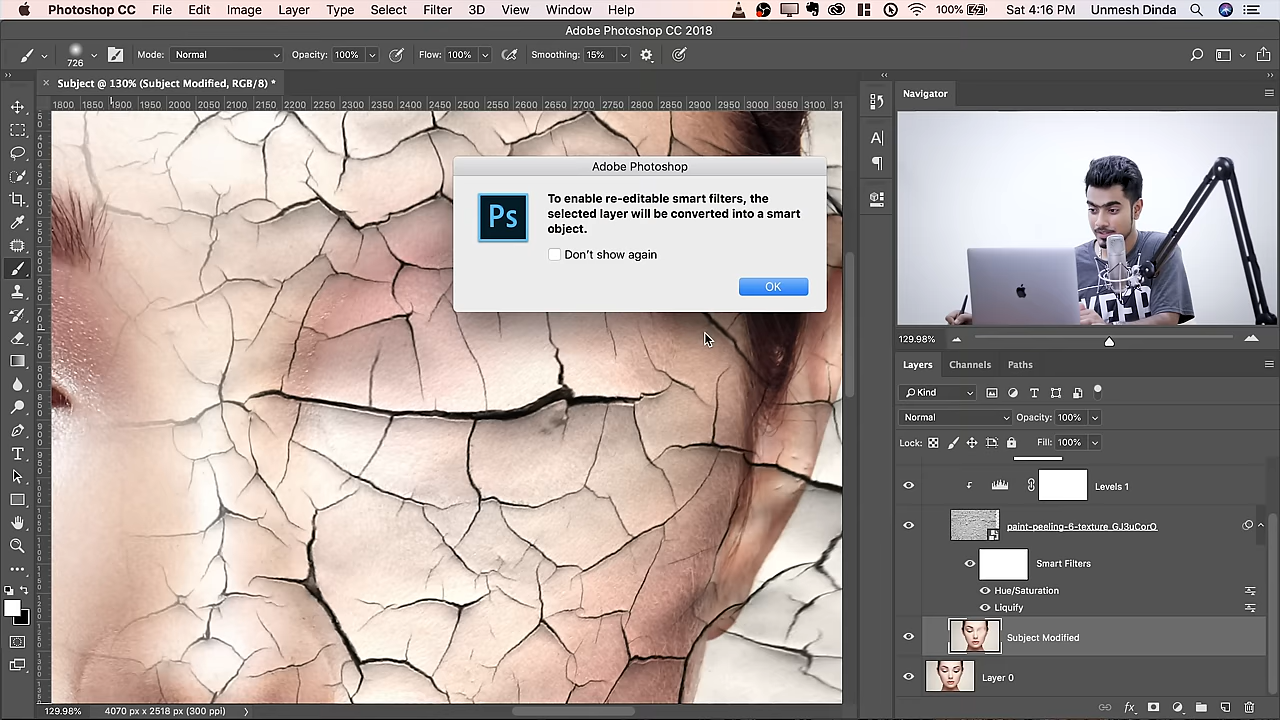 Photoshop CC File Edit Image Layer Type Select Filter 3D View Window Help 100% Sat 4:16 PM Unmesh Dinda
Adobe Photoshop CC 2018
726 Mode: Normal Opacity: 100% Flow: 100% Smoothing: 15%
Subject @ 130% (Subject Modified, RGB/8) *
Navigator
1800 1850 1900 1950 2000 2050 2100 2150 2200 2250 2300 2350 2400 2450 2500 2550 2600 2650 2700 2750 2800 2850 2900 2950 3000 3050 3100
Adobe Photoshop
To enable re-editable smart filters, the
selected layer will be converted into a smart
object.
Ps
Don't show again
OK
129.98%
Layers Channels Paths
Kind
Normal Opacity: 100%
Lock: Fill: 100%
Levels 1
paint-peeling-6-texture_GJ3uCorO
Smart Filters
Hue/Saturation
Liquify
Subject Modified
Layer 0
129.98% 4070 px x 2518 px (300 ppi)